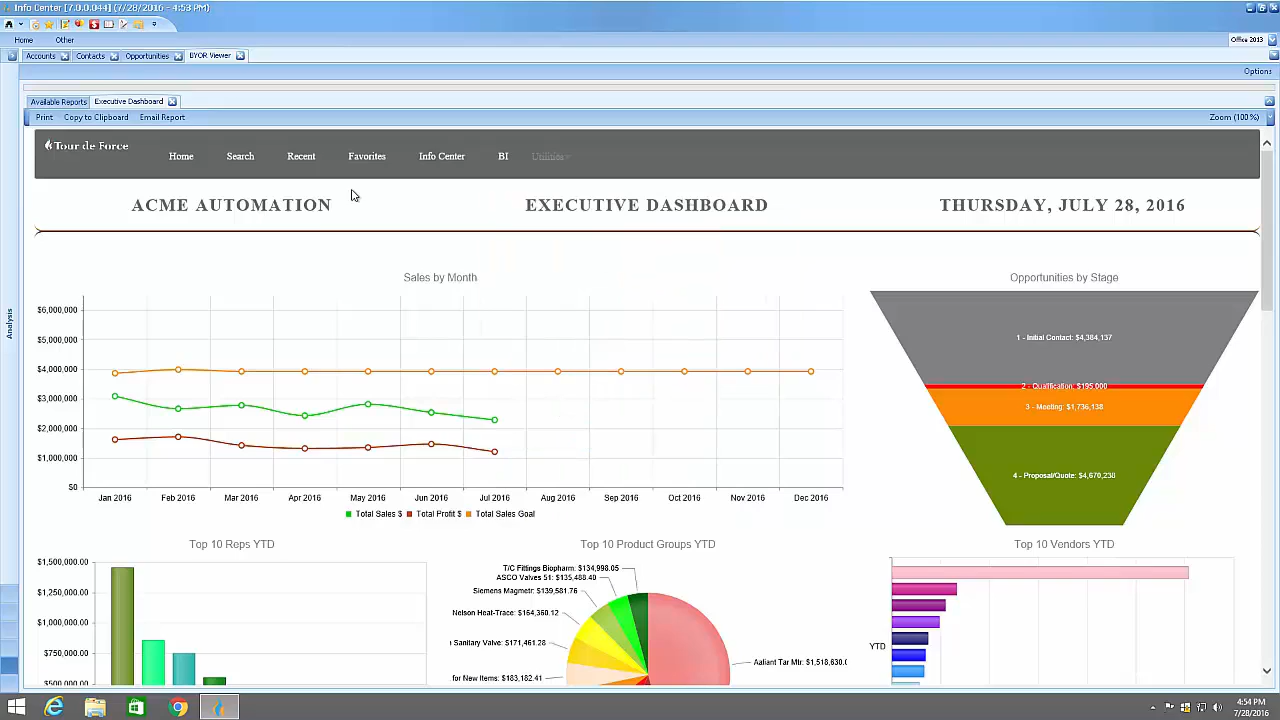 Info Center [7.0.0.044] (7/28/2016 - 4:53 PM)
Home Other
Office 2013
Accounts Contacts Opportunities BYOR Viewer
Options
Available Reports Executive Dashboard
Print Copy to Clipboard Email Report
Zoom (100 %)
Tour de Force
Home Search Recent Favorites Info Center BI Utilities
ACME AUTOMATION EXECUTIVE DASHBOARD THURSDAY, JULY 28, 2016
Analysis
Sales by Month
$6,000,000
$5,000,000
$4,000,000
$3,000,000
$2,000,000
$1,000,000
$0
Jan 2016 Feb 2016 Mar 2016 Apr 2016 May 2016 Jun 2016 Jul 2016 Aug 2016 Sep 2016 Oct 2016 Nov 2016 Dec 2016
Total Sales $ Total Profit $ Total Sales Goal
Opportunities by Stage
1 - Initial Contact: $4,384,137
2 - Qualification: $195,000
3 - Meeting: $1,736,138
4 - Proposal/Quote: $4,670,238
Top 10 Reps YTD
$1,500,000.00
$1,250,000.00
$1,000,000.00
$750,000.00
$500,000.00
Top 10 Product Groups YTD
T/C Fittings Biopharm: $134,998.05
ASCO Valves 51: $135,488.40
Siemens Magmetr: $139,581.76
Nelson Heat-Trace: $164,360.12
n Sanitary Valve: $171,461.28
for New Items: $183,182.41
Aaliant Tar Mtr: $1,518,630.0
Top 10 Vendors YTD
YTD
4:54 PM
7/28/2016